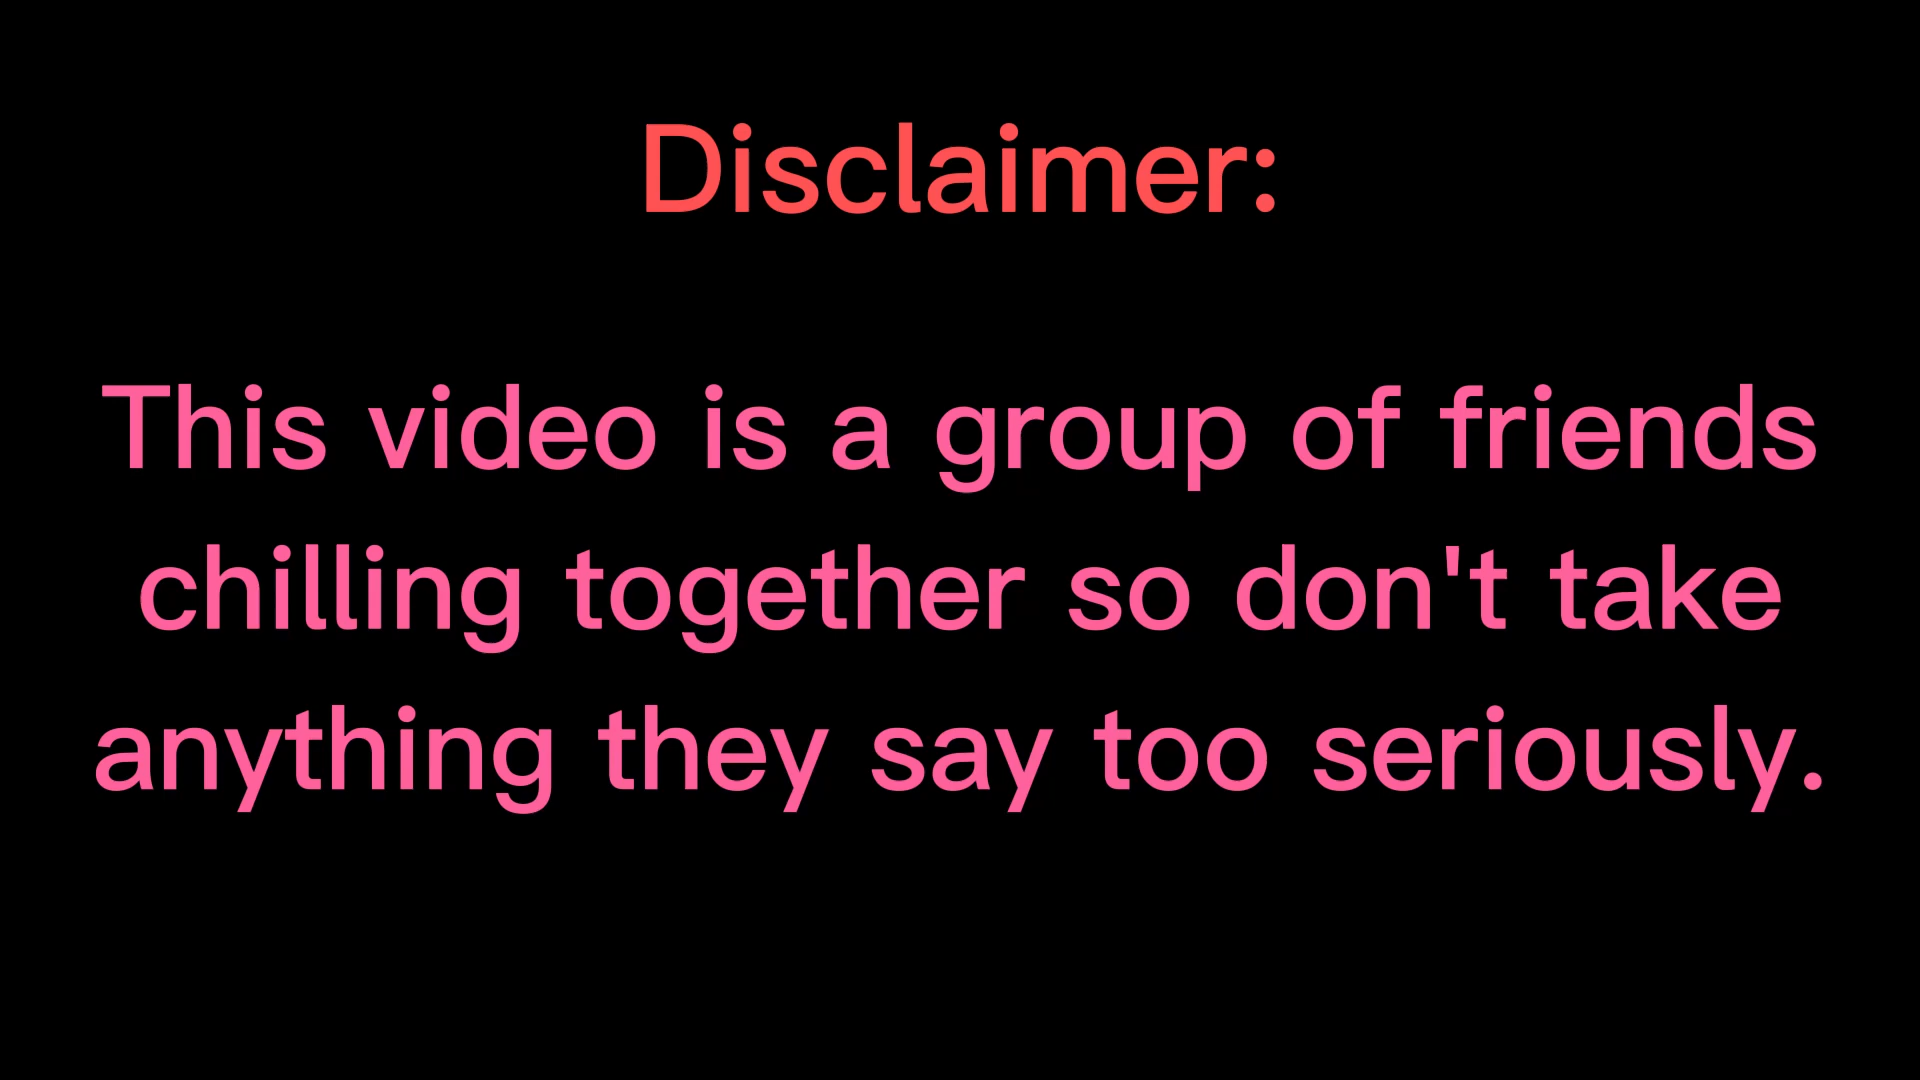 Disclaimer:
This video is a group of friends
chilling together so don't take
anything they say too seriously.